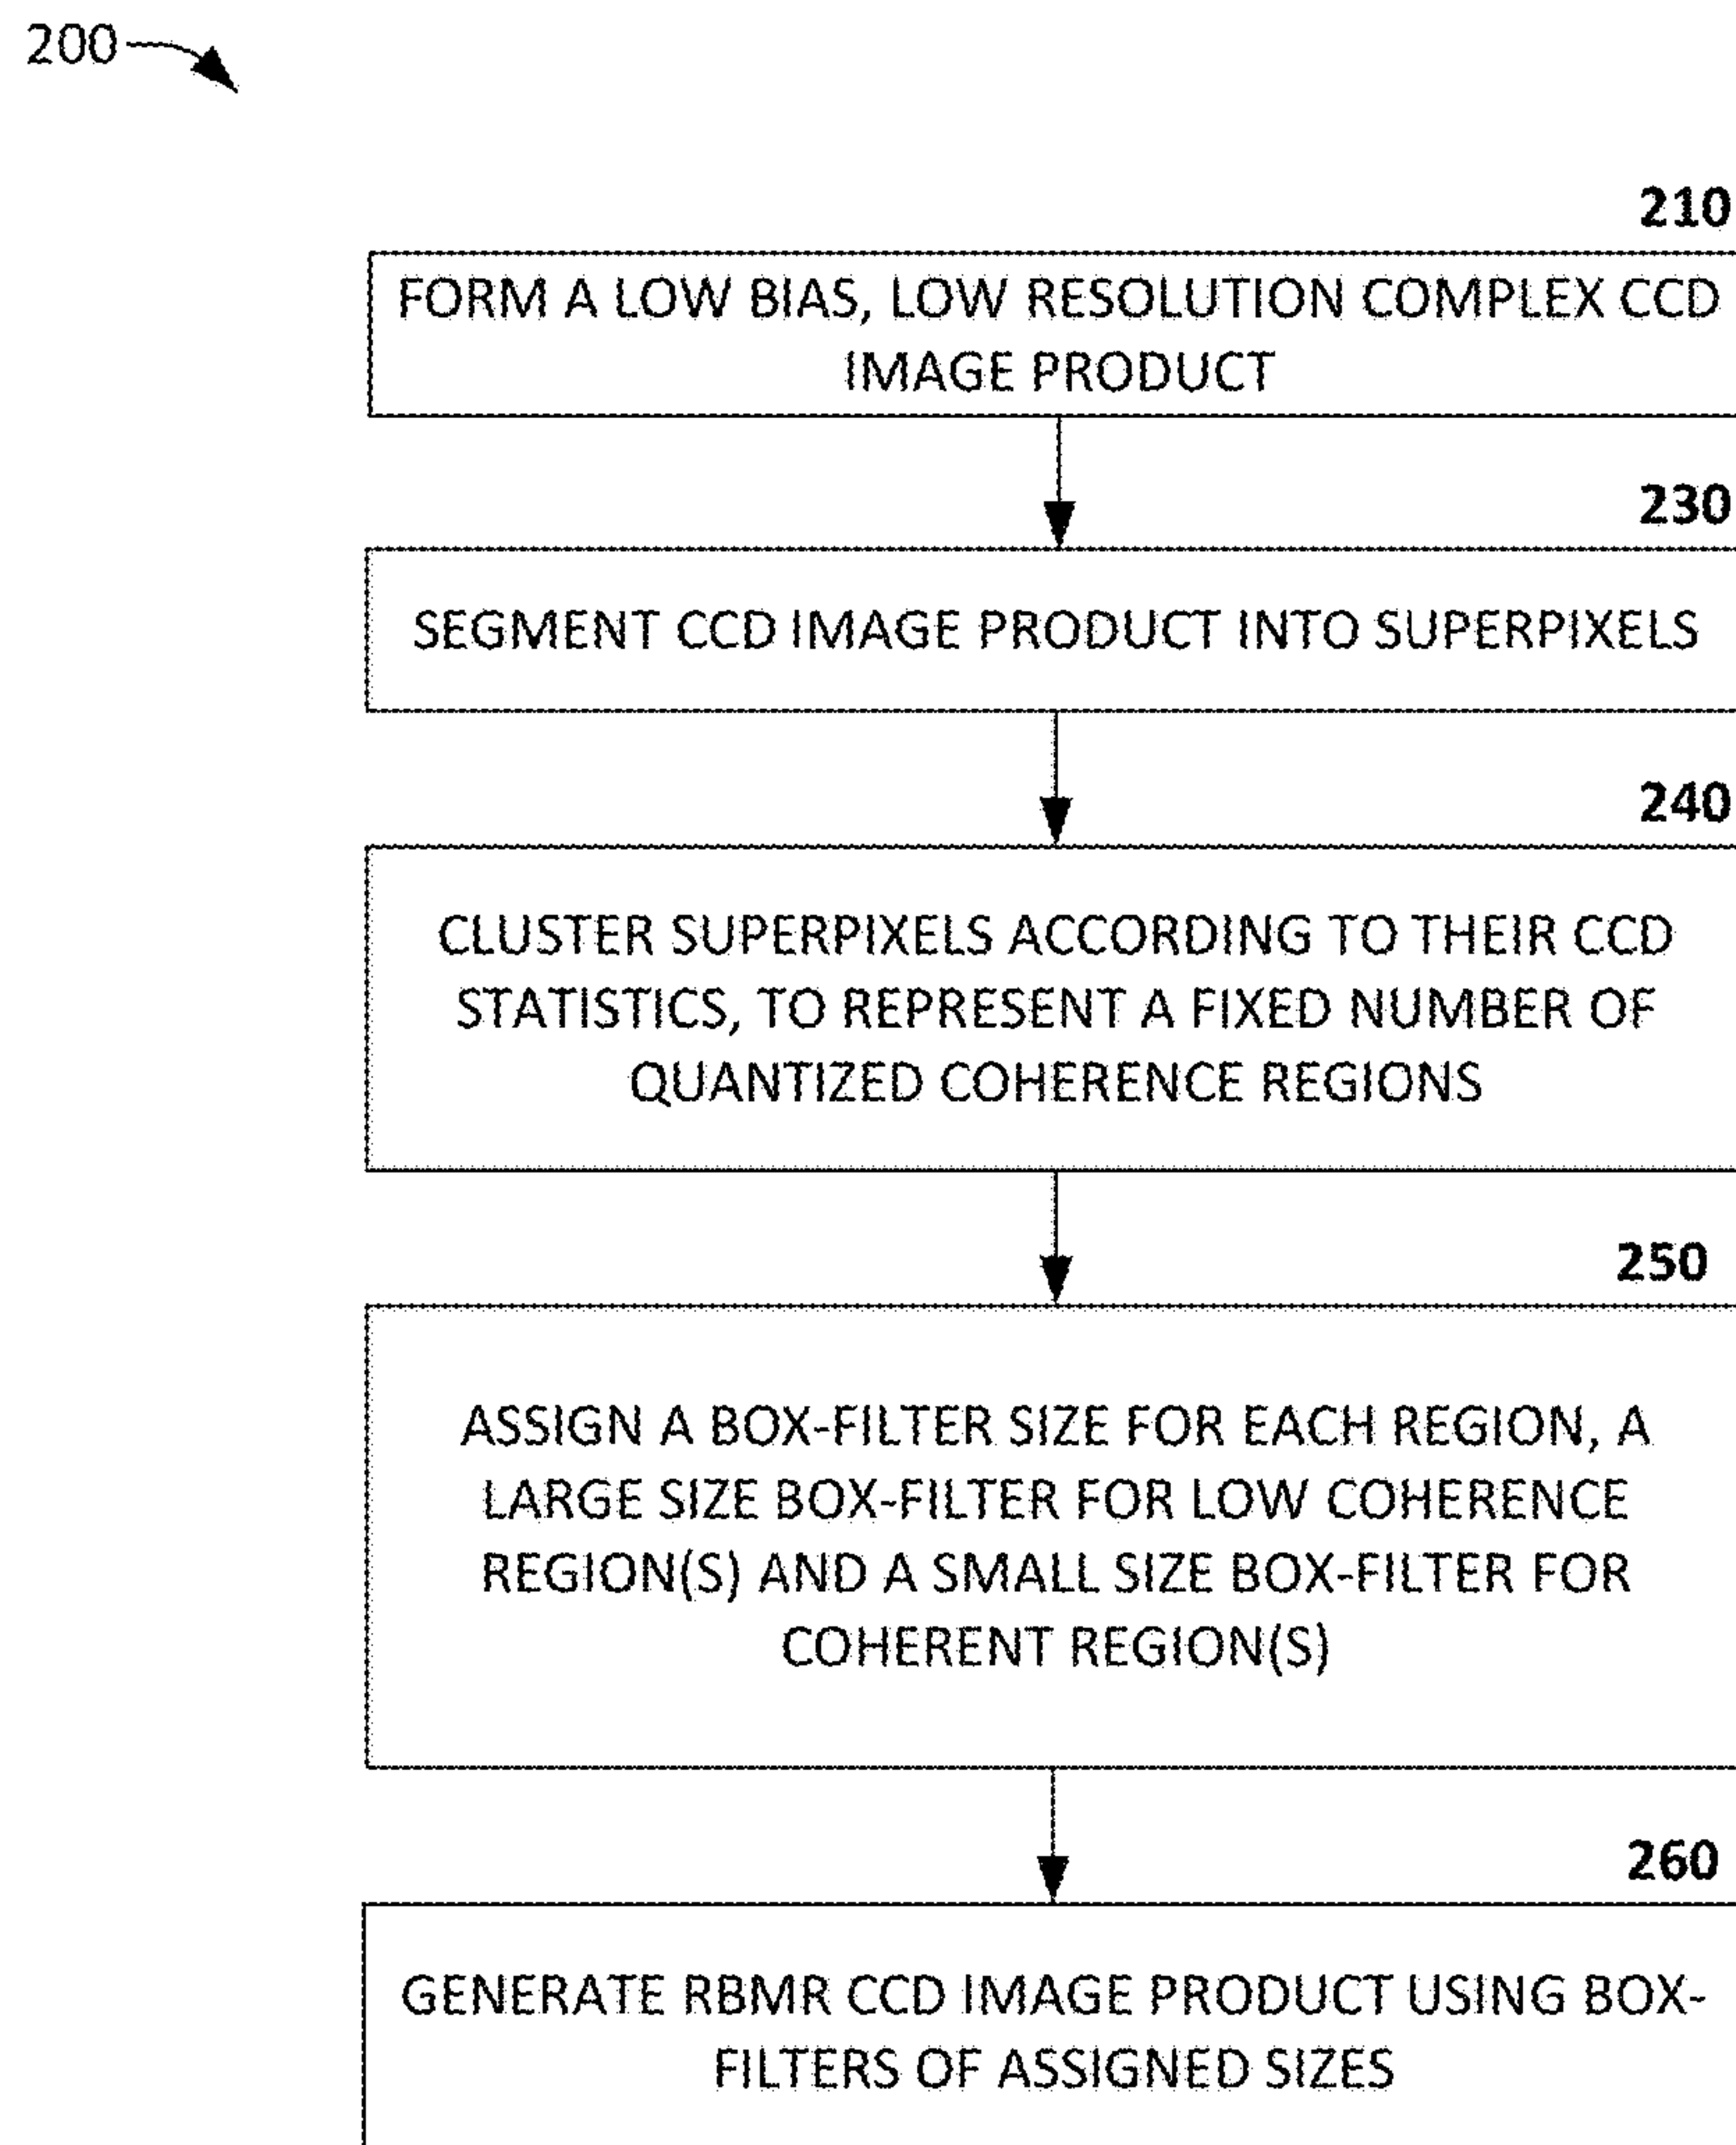 200
210
FORM A LOW BIAS, LOW RESOLUTION COMPLEX CCD
IMAGE PRODUCT
230
SEGMENT CCD IMAGE PRODUCT INTO SUPERPIXELS
240
CLUSTER SUPERPIXELS ACCORDING TO THEIR CCD
STATISTICS, TO REPRESENT A FIXED NUMBER OF
QUANTIZED COHERENCE REGIONS
250
ASSIGN A BOX-FILTER SIZE FOR EACH REGION, A
LARGE SIZE BOX-FILTER FOR LOW COHERENCE
REGION(S) AND A SMALL SIZE BOX-FILTER FOR
COHERENT REGION(S)
260
GENERATE RBMR CCD IMAGE PRODUCT USING BOX-
FILTERS OF ASSIGNED SIZES